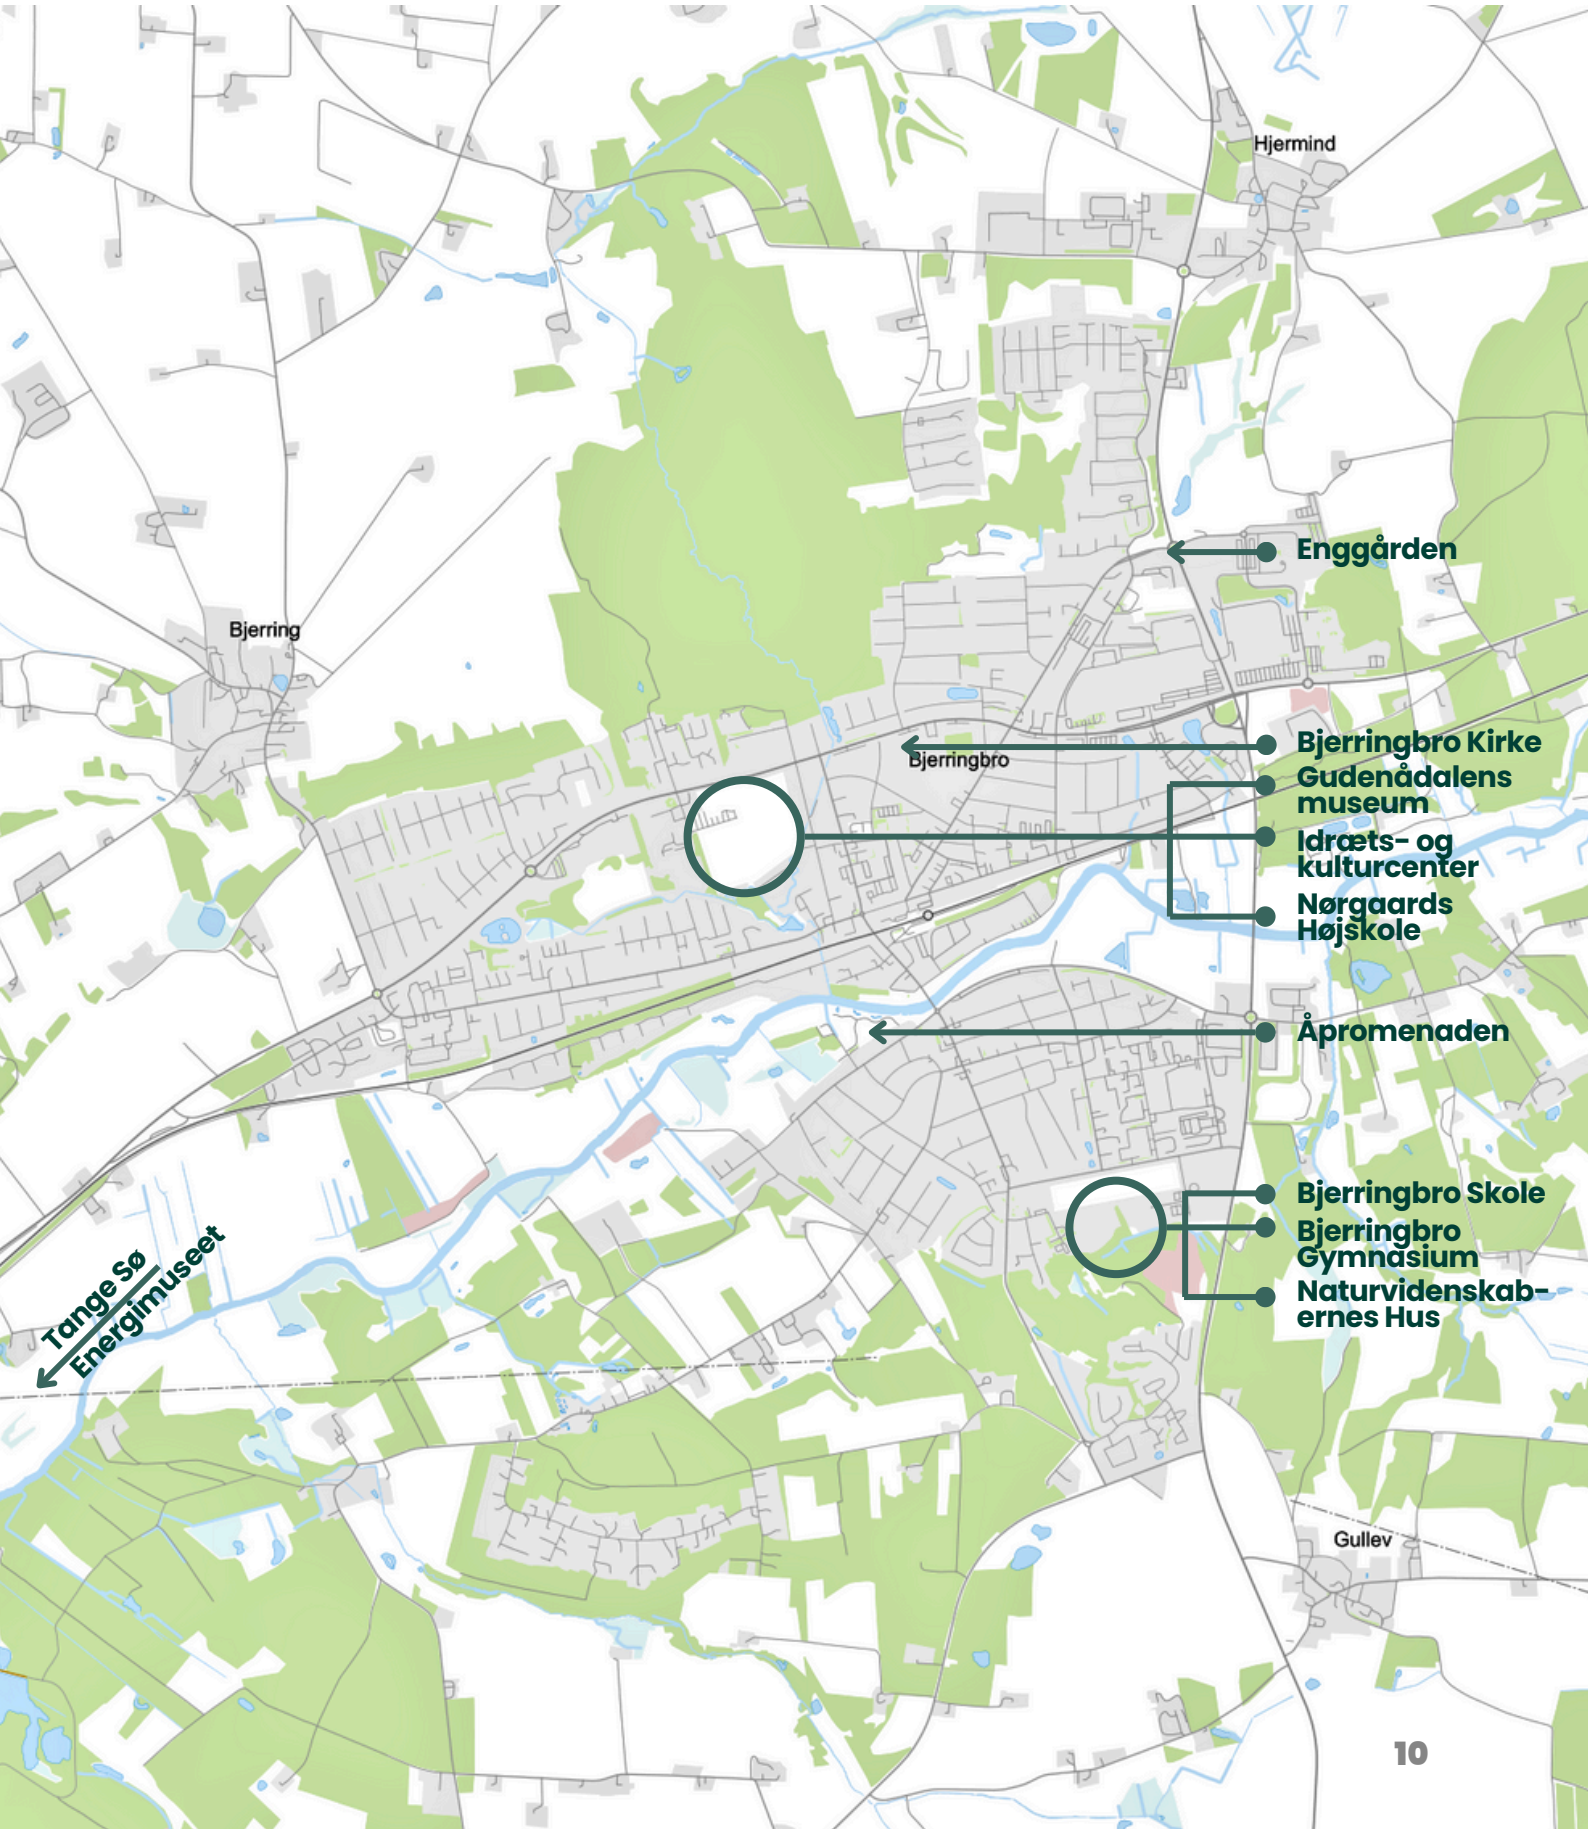 Hjermind
Enggården
Bjerring
Bjerringbro Kirke
Bjerringbro
Gudenådalens
museum
Idræts- og
kulturcenter
Nørgaards
Højskole
Åpromenaden
Bjerringbro Skole
Bjerringbro
Gymnasium
Naturvidenskab-
ernes Hus
Tange Sø
Energimuseet
Gullev
10